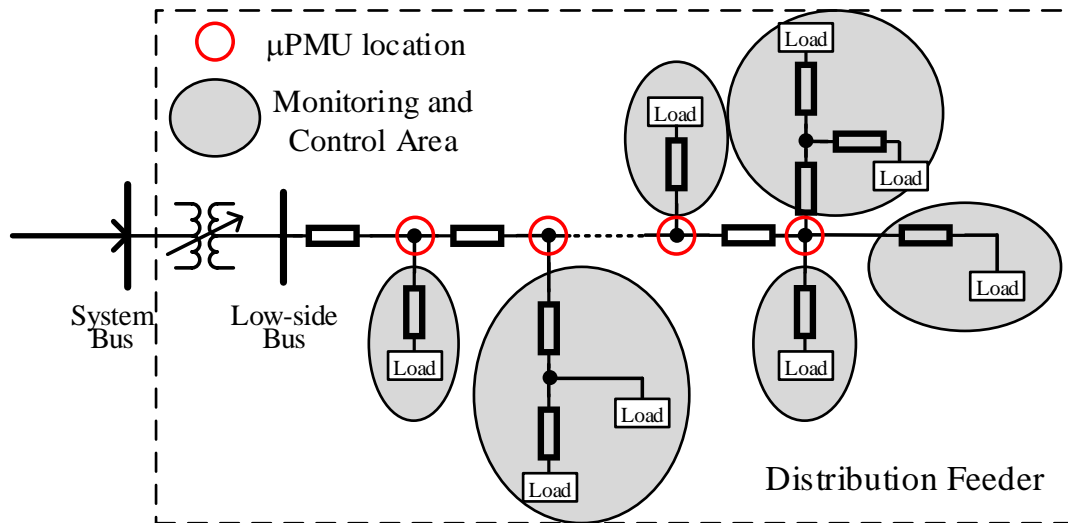 μPMU location
Monitoring and
Control Area
Load
Load
Load
Load
System
Bus
Low-side
Bus
Load
Load
Load
Load
Distribution Feeder